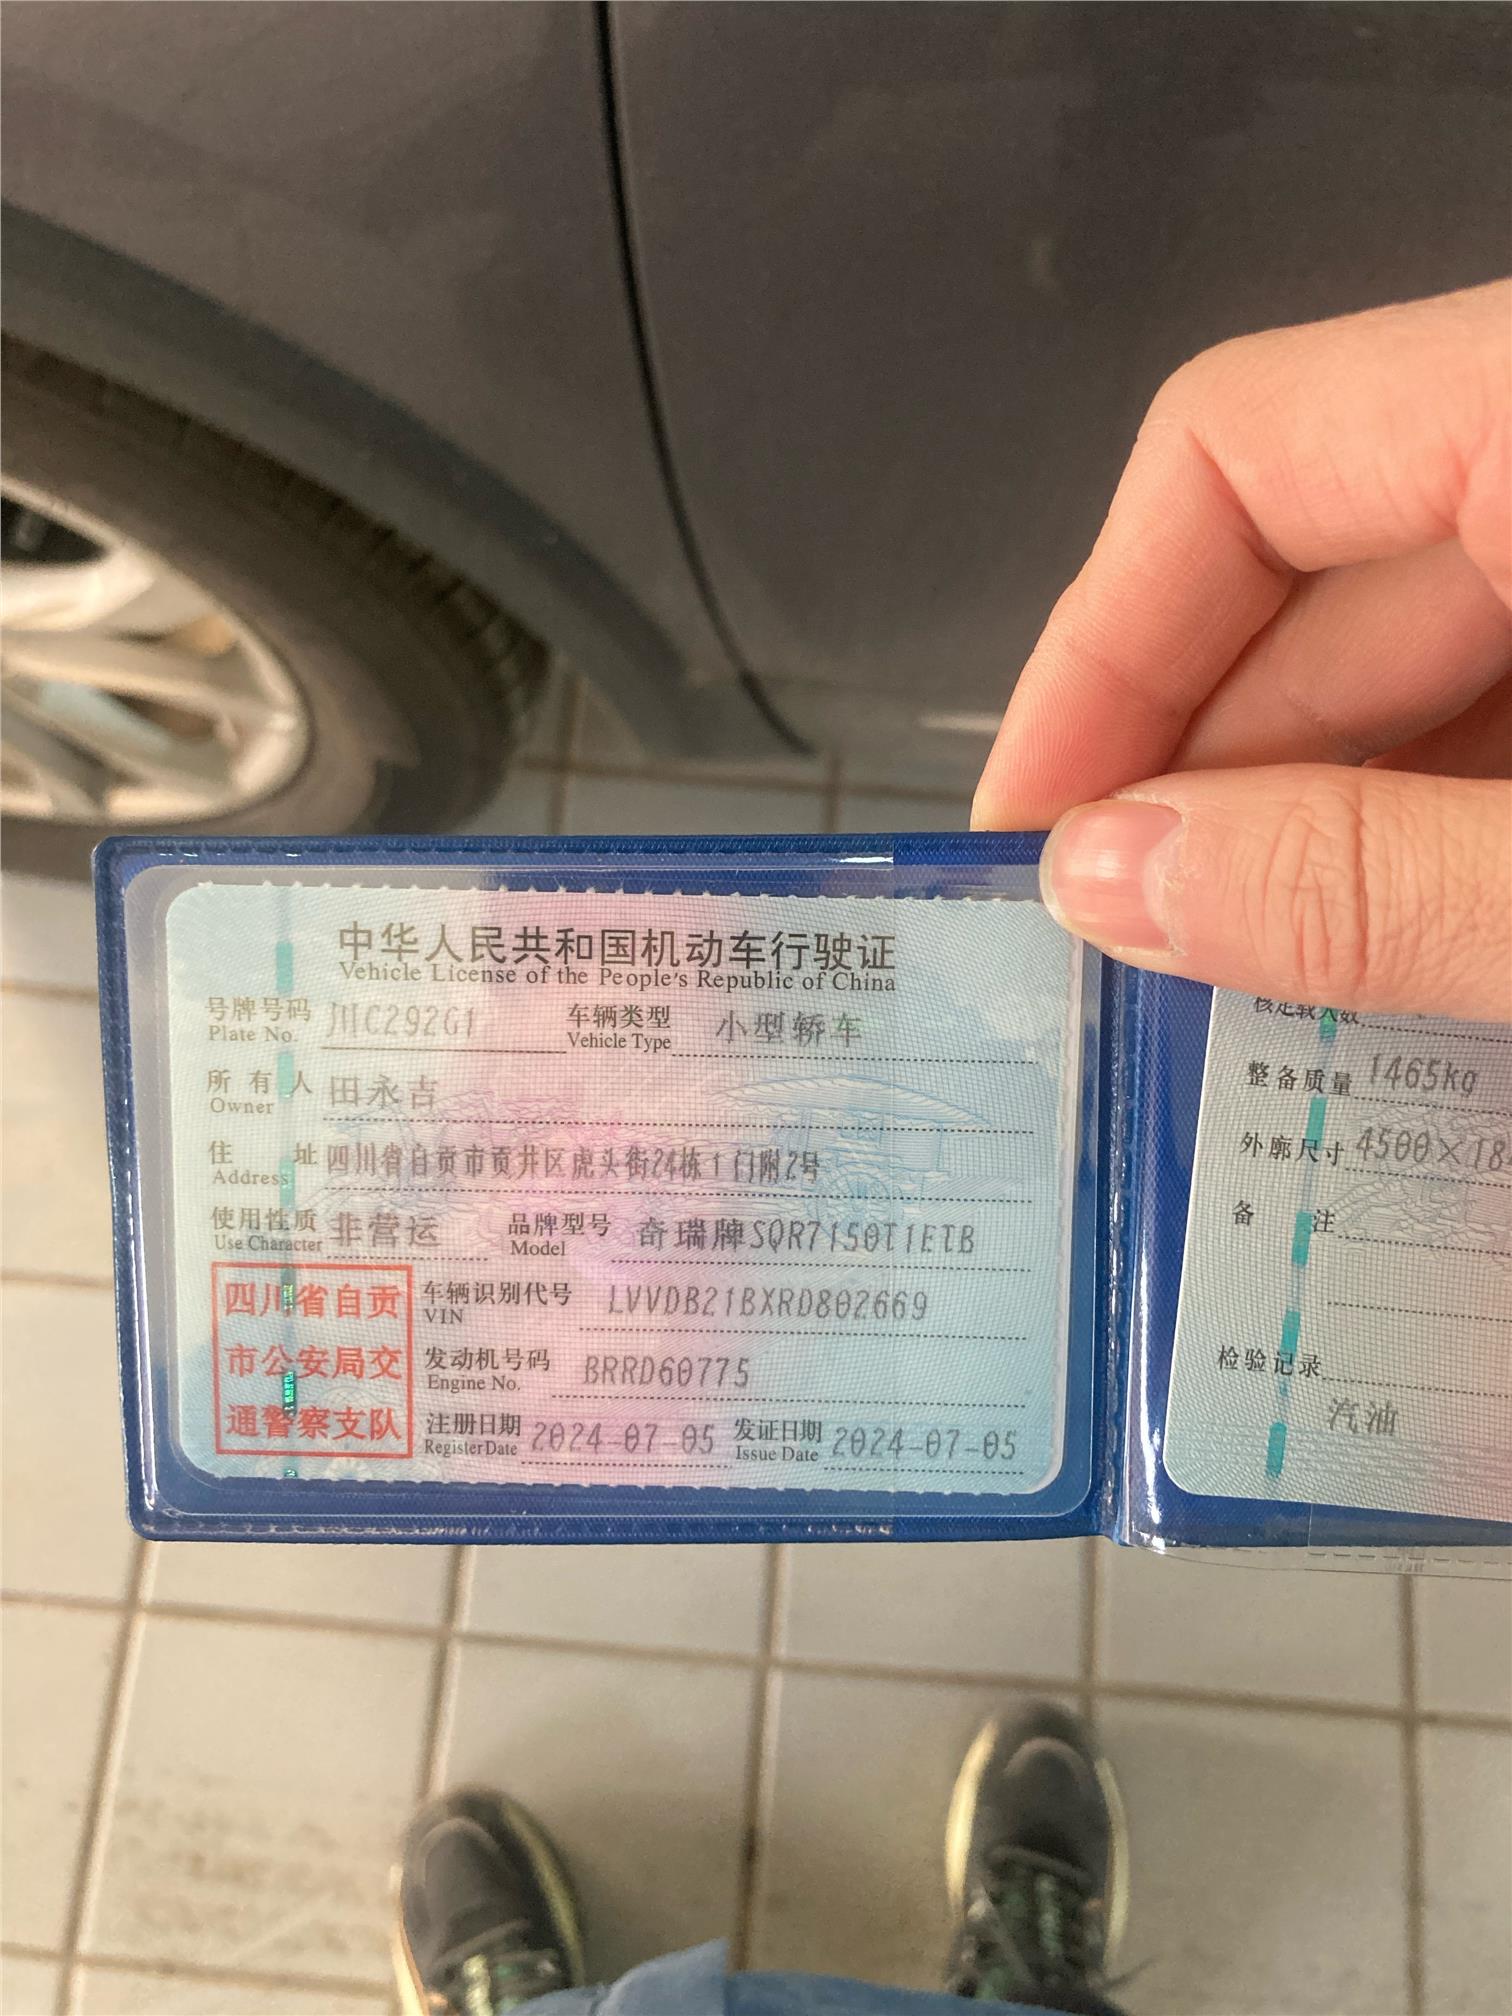 中华人民共和国机动车行驶证
Vehicle License of the People's Republic of China
号牌号码 川C292G1 车辆类型 小型轿车
Plate No. Vehicle Type
所有人 田永吉
Owner
住址 四川省自贡市贡井区虎头街24栋1门附2号
Address
使用性质 非营运 品牌型号 奇瑞牌SQR7150T1ETB
Use Character Model
四川省自贡
市公安局交
通警察支队
车辆识别代号 LVVDB21BXRD802669
VIN
发动机号码 BRRD60775
Engine No.
注册日期 2024-07-05 发证日期 2024-07-05
Register Date Issue Date
核定载人数
整备质量 1465kg
外廓尺寸 4500×18
备注
检验记录
汽油